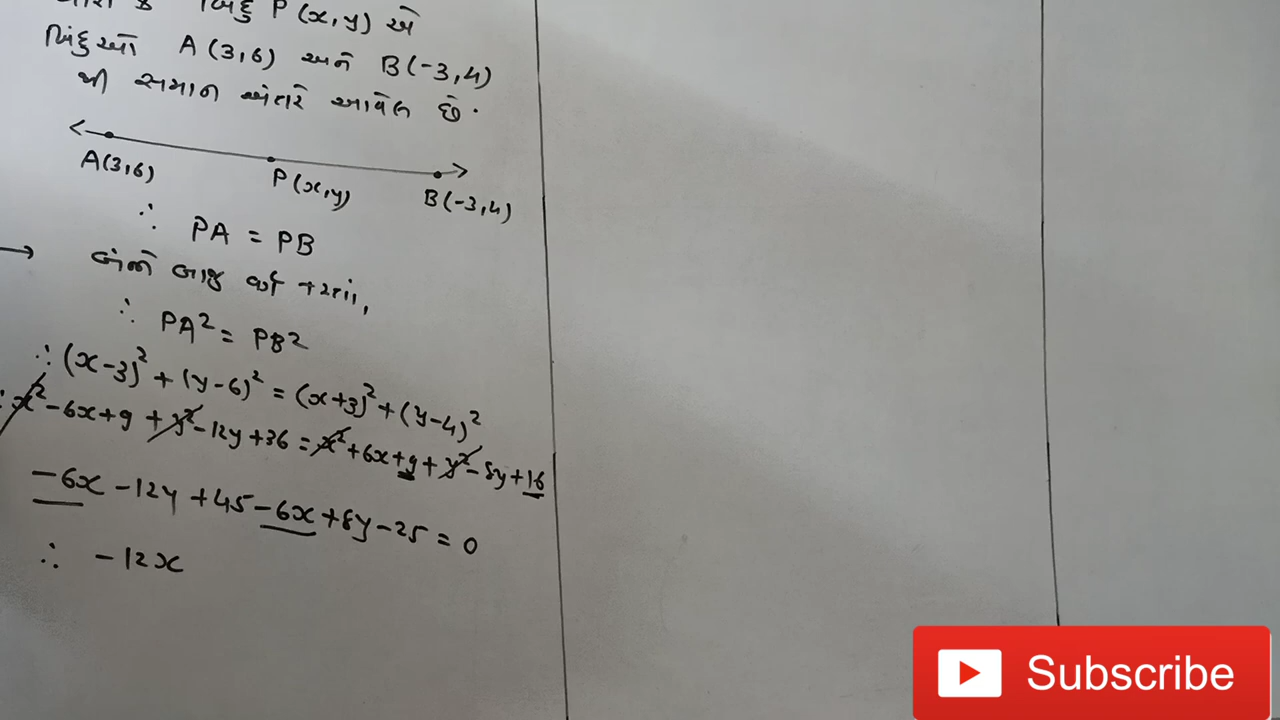 બિંદુ P(x,y) એ
બિંદુઓ A(3,6) અને B(-3,4)
થી સમાન અંતરે આવેલ છે.
A(3,6) P(x,y) B(-3,4)
∴ PA = PB
→ બંને બાજુ વર્ગ કરતાં,
∴ PA² = PB²
∴ (x-3)² + (y-6)² = (x+3)² + (y-4)²
∴ x² - 6x + 9 + y² - 12y + 36 = x² + 6x + 9 + y² - 8y + 16
-6x - 12y + 45 - 6x + 8y - 25 = 0
∴ -12x
Subscribe